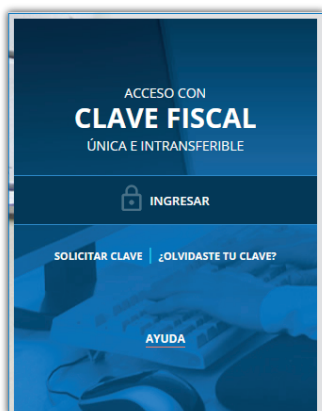 ACCESO CON
CLAVE FISCAL
ÚNICA E INTRANSFERIBLE
INGRESAR
SOLICITAR CLAVE | ¿OLVIDASTE TU CLAVE?
AYUDA